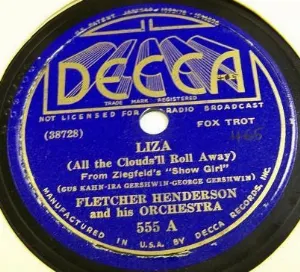 DECCA
TRADE MARK REGISTERED
NOT LICENSED FOR RADIO BROADCAST
(38728)
FOX TROT
LIZA
(All the Clouds'll Roll Away)
From Ziegfeld's "Show Girl"
(GUS KAHN-IRA GERSHWIN-GEORGE GERSHWIN)
FLETCHER HENDERSON
and his ORCHESTRA
555 A
MANUFACTURED IN U.S.A. BY DECCA RECORDS, INC.